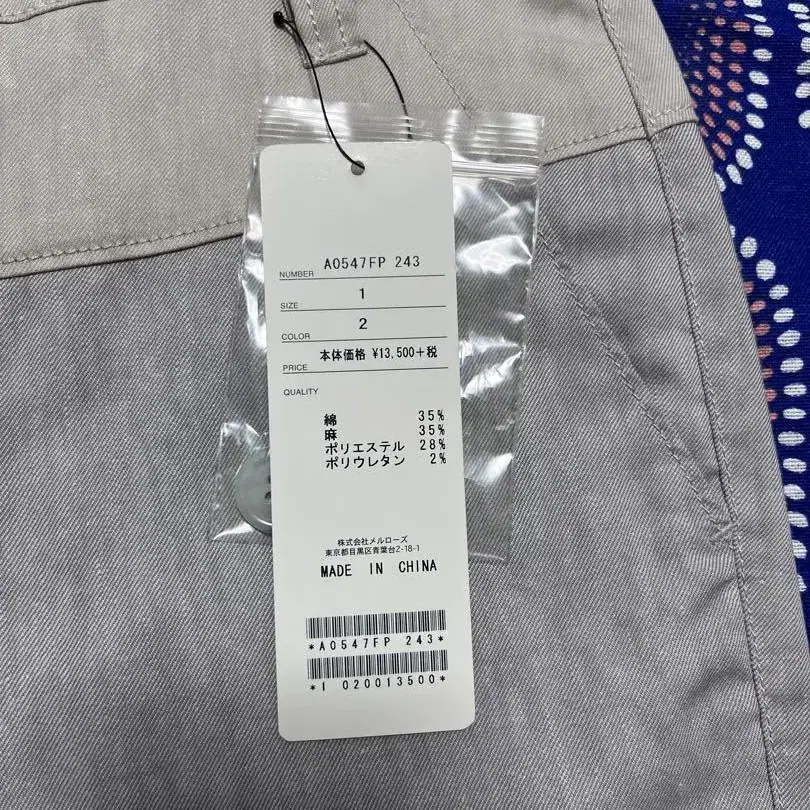 NUMBER A0547FP 243
SIZE 1
COLOR 2
PRICE 本体価格 ¥13,500+税
QUALITY
綿 35%
麻 35%
ポリエステル 28%
ポリウレタン 2%
株式会社メルローズ
東京都目黒区青葉台2-18-1
MADE IN CHINA
*A0547FP 243*
*I 020013500*